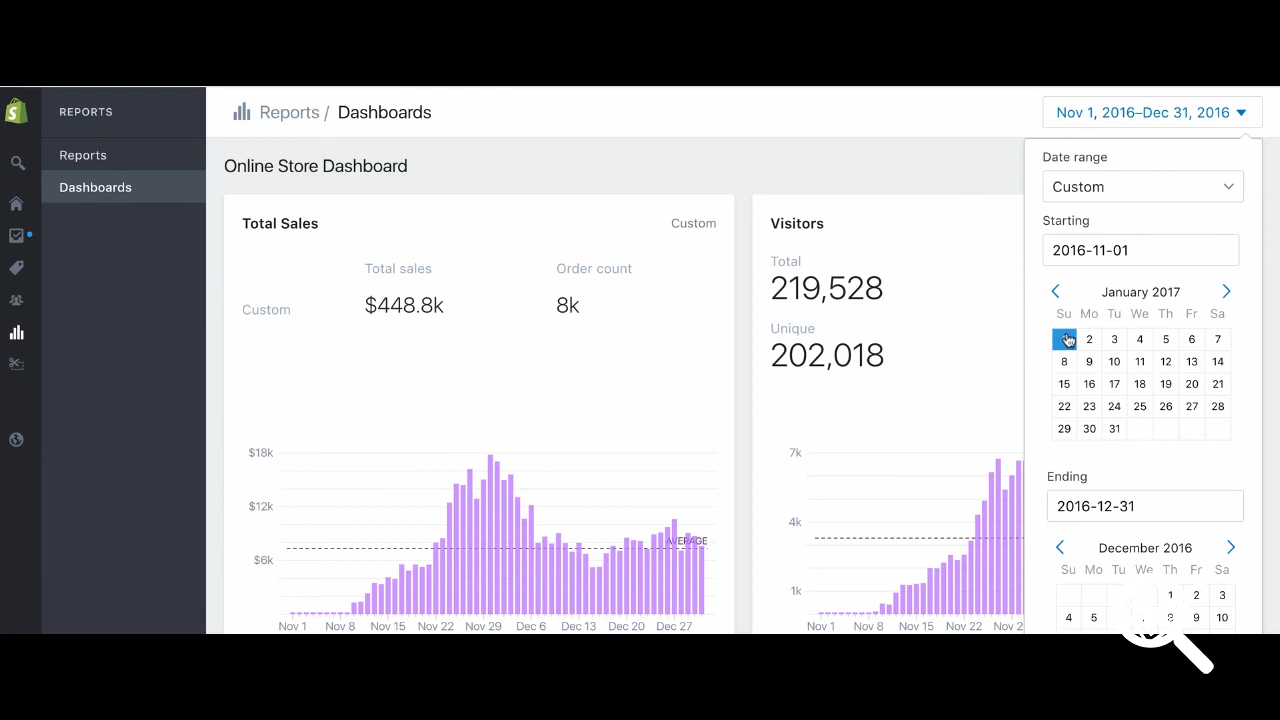 REPORTS
Reports
Dashboards
Reports / Dashboards
Nov 1, 2016–Dec 31, 2016
Online Store Dashboard
Total Sales
Custom
Total sales
Order count
Custom
$448.8k
8k
$18k
$12k
$6k
AVERAGE
Nov 1
Nov 8
Nov 15
Nov 22
Nov 29
Dec 6
Dec 13
Dec 20
Dec 27
Visitors
Total
219,528
Unique
202,018
7k
4k
1k
Nov 1
Nov 8
Nov 15
Nov 22
Date range
Custom
Starting
2016-11-01
January 2017
Su Mo Tu We Th Fr Sa
2 3 4 5 6 7
8 9 10 11 12 13 14
15 16 17 18 19 20 21
22 23 24 25 26 27 28
29 30 31
Ending
2016-12-31
December 2016
Su Mo Tu We Th Fr Sa
1 2 3
4 5 8 9 10